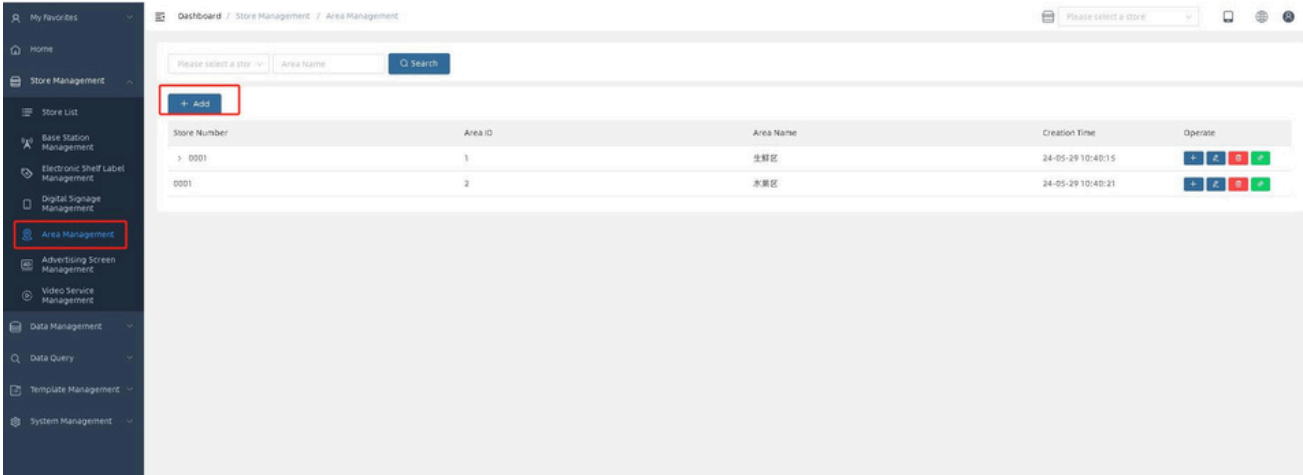 My Favorites
Dashboard / Store Management / Area Management
Please select a store
Home
Please select a stor
Area Name
Search
Store Management
+ Add
Store List
Store Number Area ID Area Name Creation Time Operate
Base Station
Management
> 0001 1 生鲜区 24-05-29 10:40:15
Electronic Shelf Label
Management
0001 2 水果区 24-05-29 10:40:21
Digital Signage
Management
Area Management
Advertising Screen
Management
Video Service
Management
Data Management
Data Query
Template Management
System Management